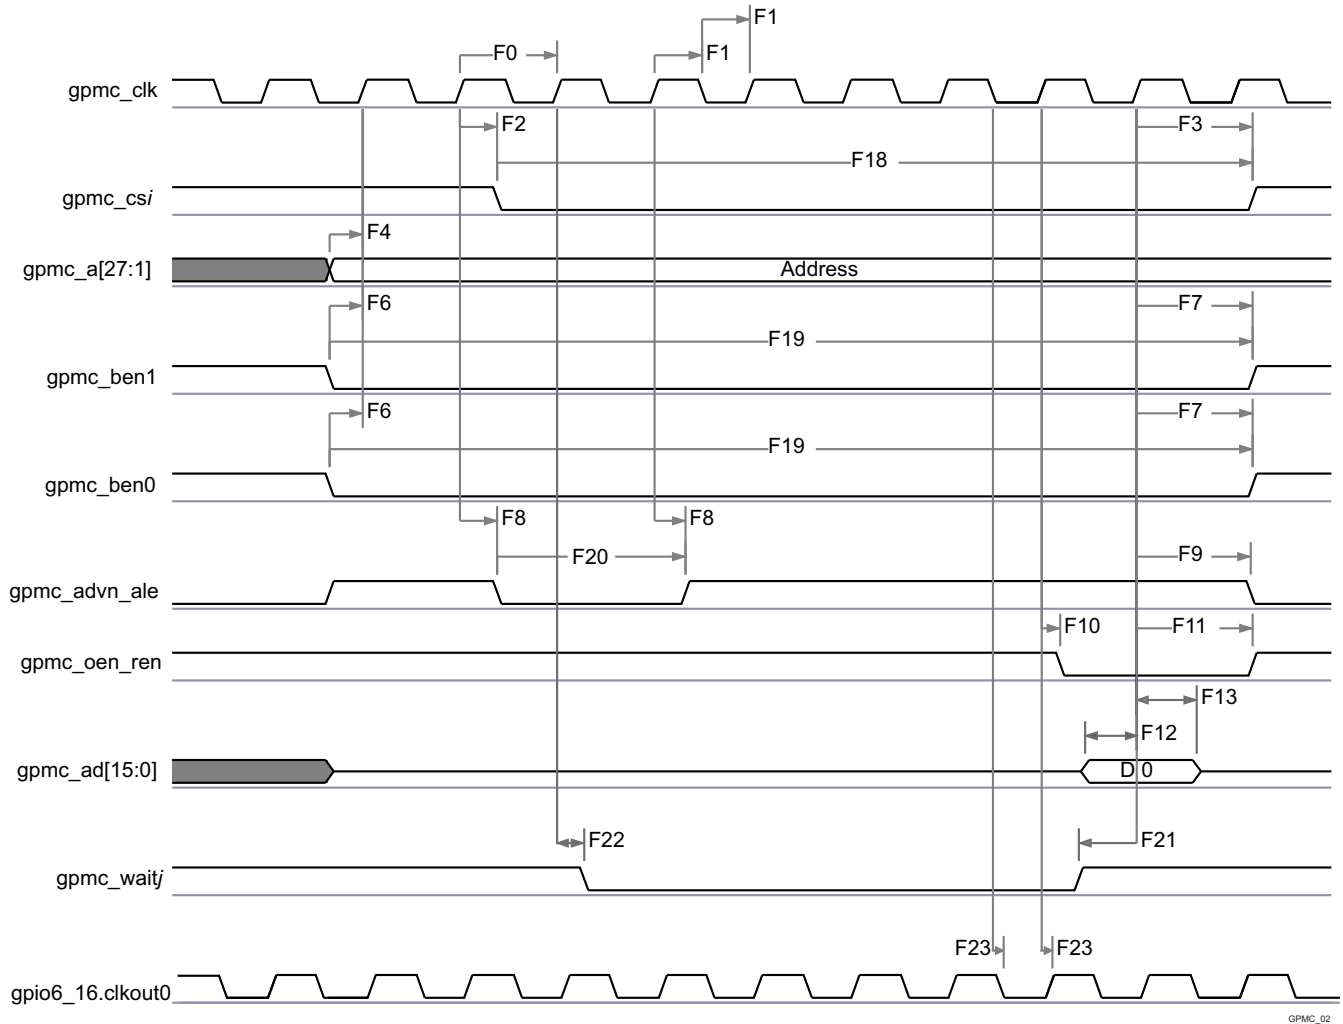 F1
F0
F1
gpmc_clk
F2
F3
F18
gpmc_csi
F4
gpmc_a[27:1]
Address
F6
F7
F19
gpmc_ben1
F6
F7
F19
gpmc_ben0
F8
F8
F20
F9
gpmc_advn_ale
F10
F11
gpmc_oen_ren
F13
F12
gpmc_ad[15:0]
D 0
F22
F21
gpmc_waitj
F23
F23
gpio6_16.clkout0
GPMC_02